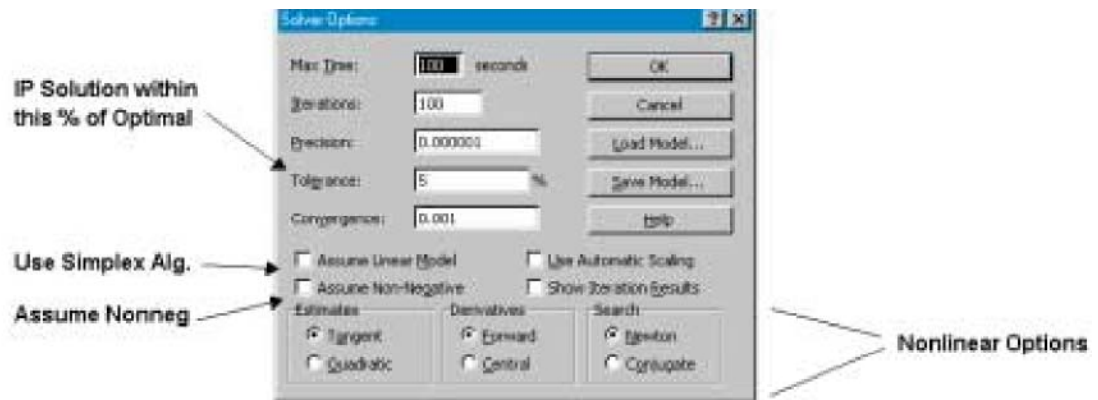 Solver Options
Max Time: 100 seconds
OK
IP Solution within
this % of Optimal
Iterations: 100
Cancel
Precision: 0.000001
Load Model...
Tolerance: 5 %
Save Model...
Convergence: 0.001
Help
Use Simplex Alg.
Assume Linear Model
Use Automatic Scaling
Assume Nonneg
Assume Non-Negative
Show Iteration Results
Estimates
Tangent
Quadratic
Derivatives
Forward
Central
Search
Newton
Conjugate
Nonlinear Options